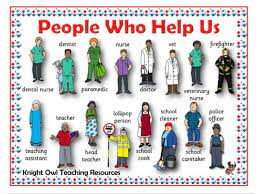 People Who Help Us
dentist
nurse
vet
firefighter
dental nurse
paramedic
doctor
veterinary
nurse
teacher
lollipop
person
school
cleaner
police
officer
teaching
assistant
head
teacher
school
cook
school
caretaker
Knight Owl Teaching Resources